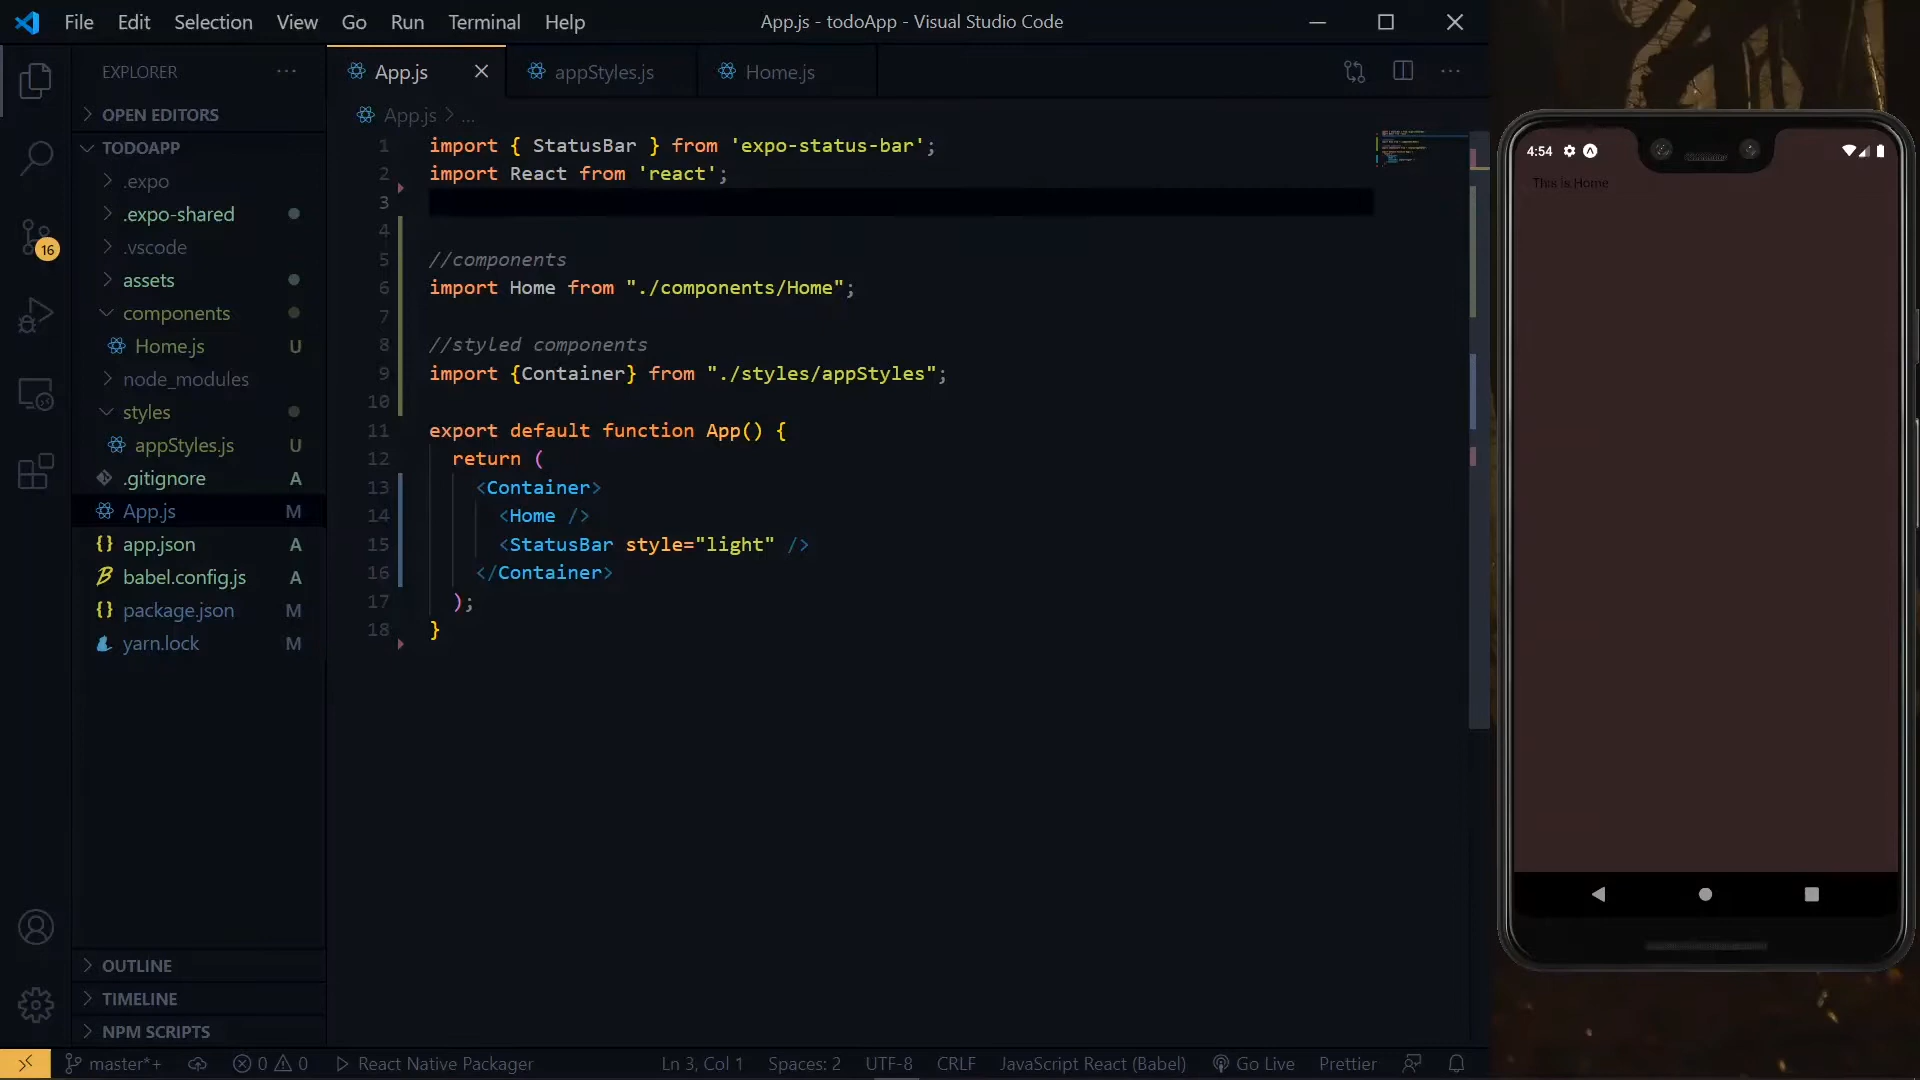 File Edit Selection View Go Run Terminal Help
App.js - todoApp - Visual Studio Code
EXPLORER
OPEN EDITORS
TODOAPP
.expo
.expo-shared
.vscode
assets
components
Home.js U
node_modules
styles
appStyles.js U
.gitignore A
App.js M
app.json A
babel.config.js A
package.json M
yarn.lock M
OUTLINE
TIMELINE
NPM SCRIPTS
16
App.js appStyles.js Home.js
App.js > ...
1 import { StatusBar } from 'expo-status-bar';
2 import React from 'react';
3
4
5 //components
6 import Home from "./components/Home";
7
8 //styled components
9 import {Container} from "./styles/appStyles";
10
11 export default function App() {
12 return (
13 <Container>
14 <Home />
15 <StatusBar style="light" />
16 </Container>
17 );
18 }
4:54
This is Home
master*+ 0 0 React Native Packager Ln 3, Col 1 Spaces: 2 UTF-8 CRLF JavaScript React (Babel) Go Live Prettier